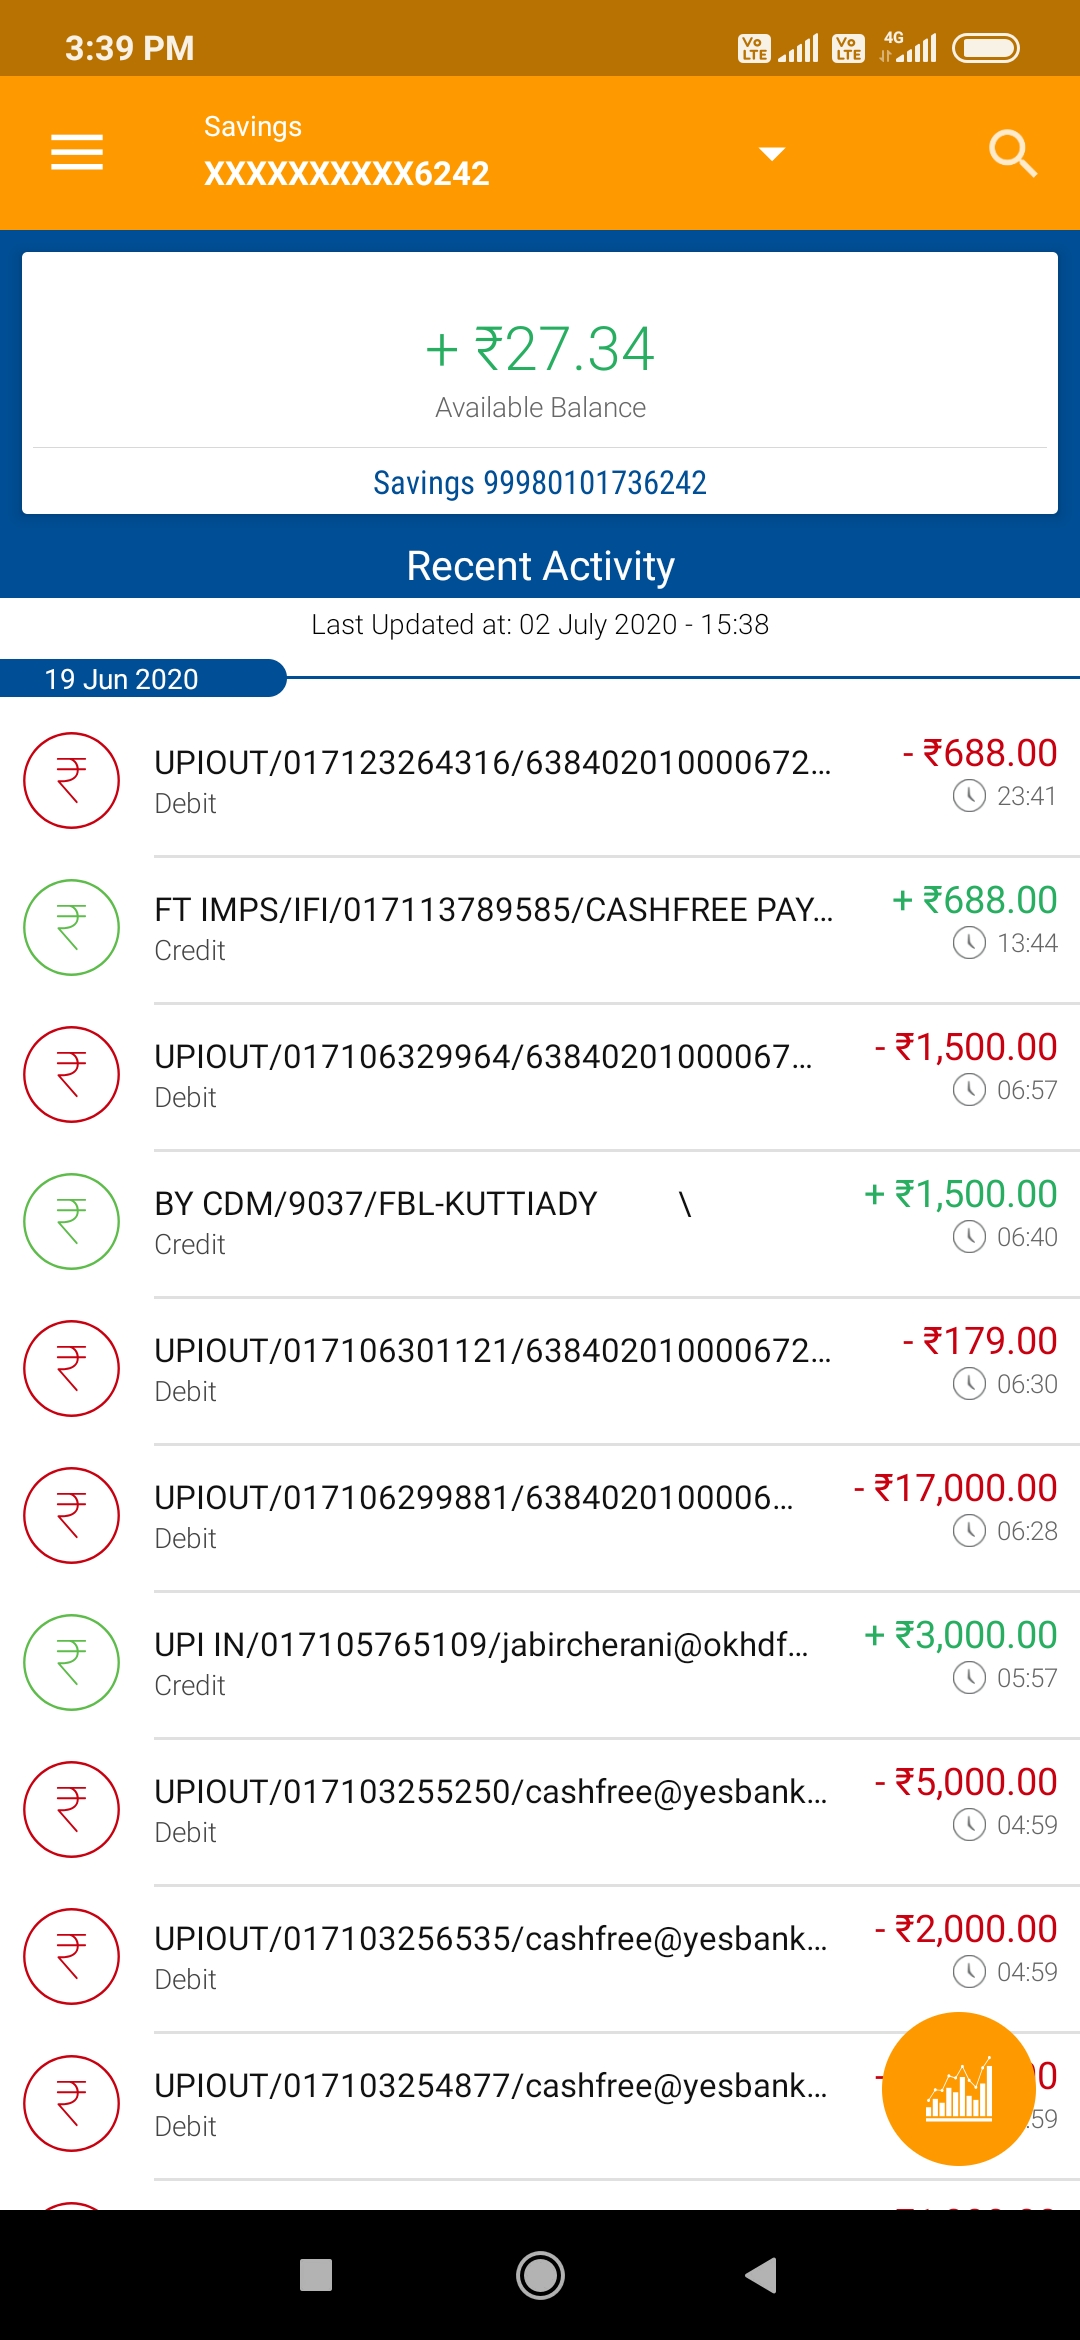 3:39 PM
Vo LTE Vo LTE 4G
Savings
XXXXXXXXXX6242
+ ₹27.34
Available Balance
Savings 99980101736242
Recent Activity
Last Updated at: 02 July 2020 - 15:38
19 Jun 2020
UPIOUT/017123264316/638402010000672... - ₹688.00
Debit 23:41
FT IMPS/IFI/017113789585/CASHFREE PAY... + ₹688.00
Credit 13:44
UPIOUT/017106329964/63840201000067... - ₹1,500.00
Debit 06:57
BY CDM/9037/FBL-KUTTIADY \ + ₹1,500.00
Credit 06:40
UPIOUT/017106301121/638402010000672... - ₹179.00
Debit 06:30
UPIOUT/017106299881/6384020100006... - ₹17,000.00
Debit 06:28
UPI IN/017105765109/jabircherani@okhdf... + ₹3,000.00
Credit 05:57
UPIOUT/017103255250/cashfree@yesbank... - ₹5,000.00
Debit 04:59
UPIOUT/017103256535/cashfree@yesbank... - ₹2,000.00
Debit 04:59
UPIOUT/017103254877/cashfree@yesbank...
Debit